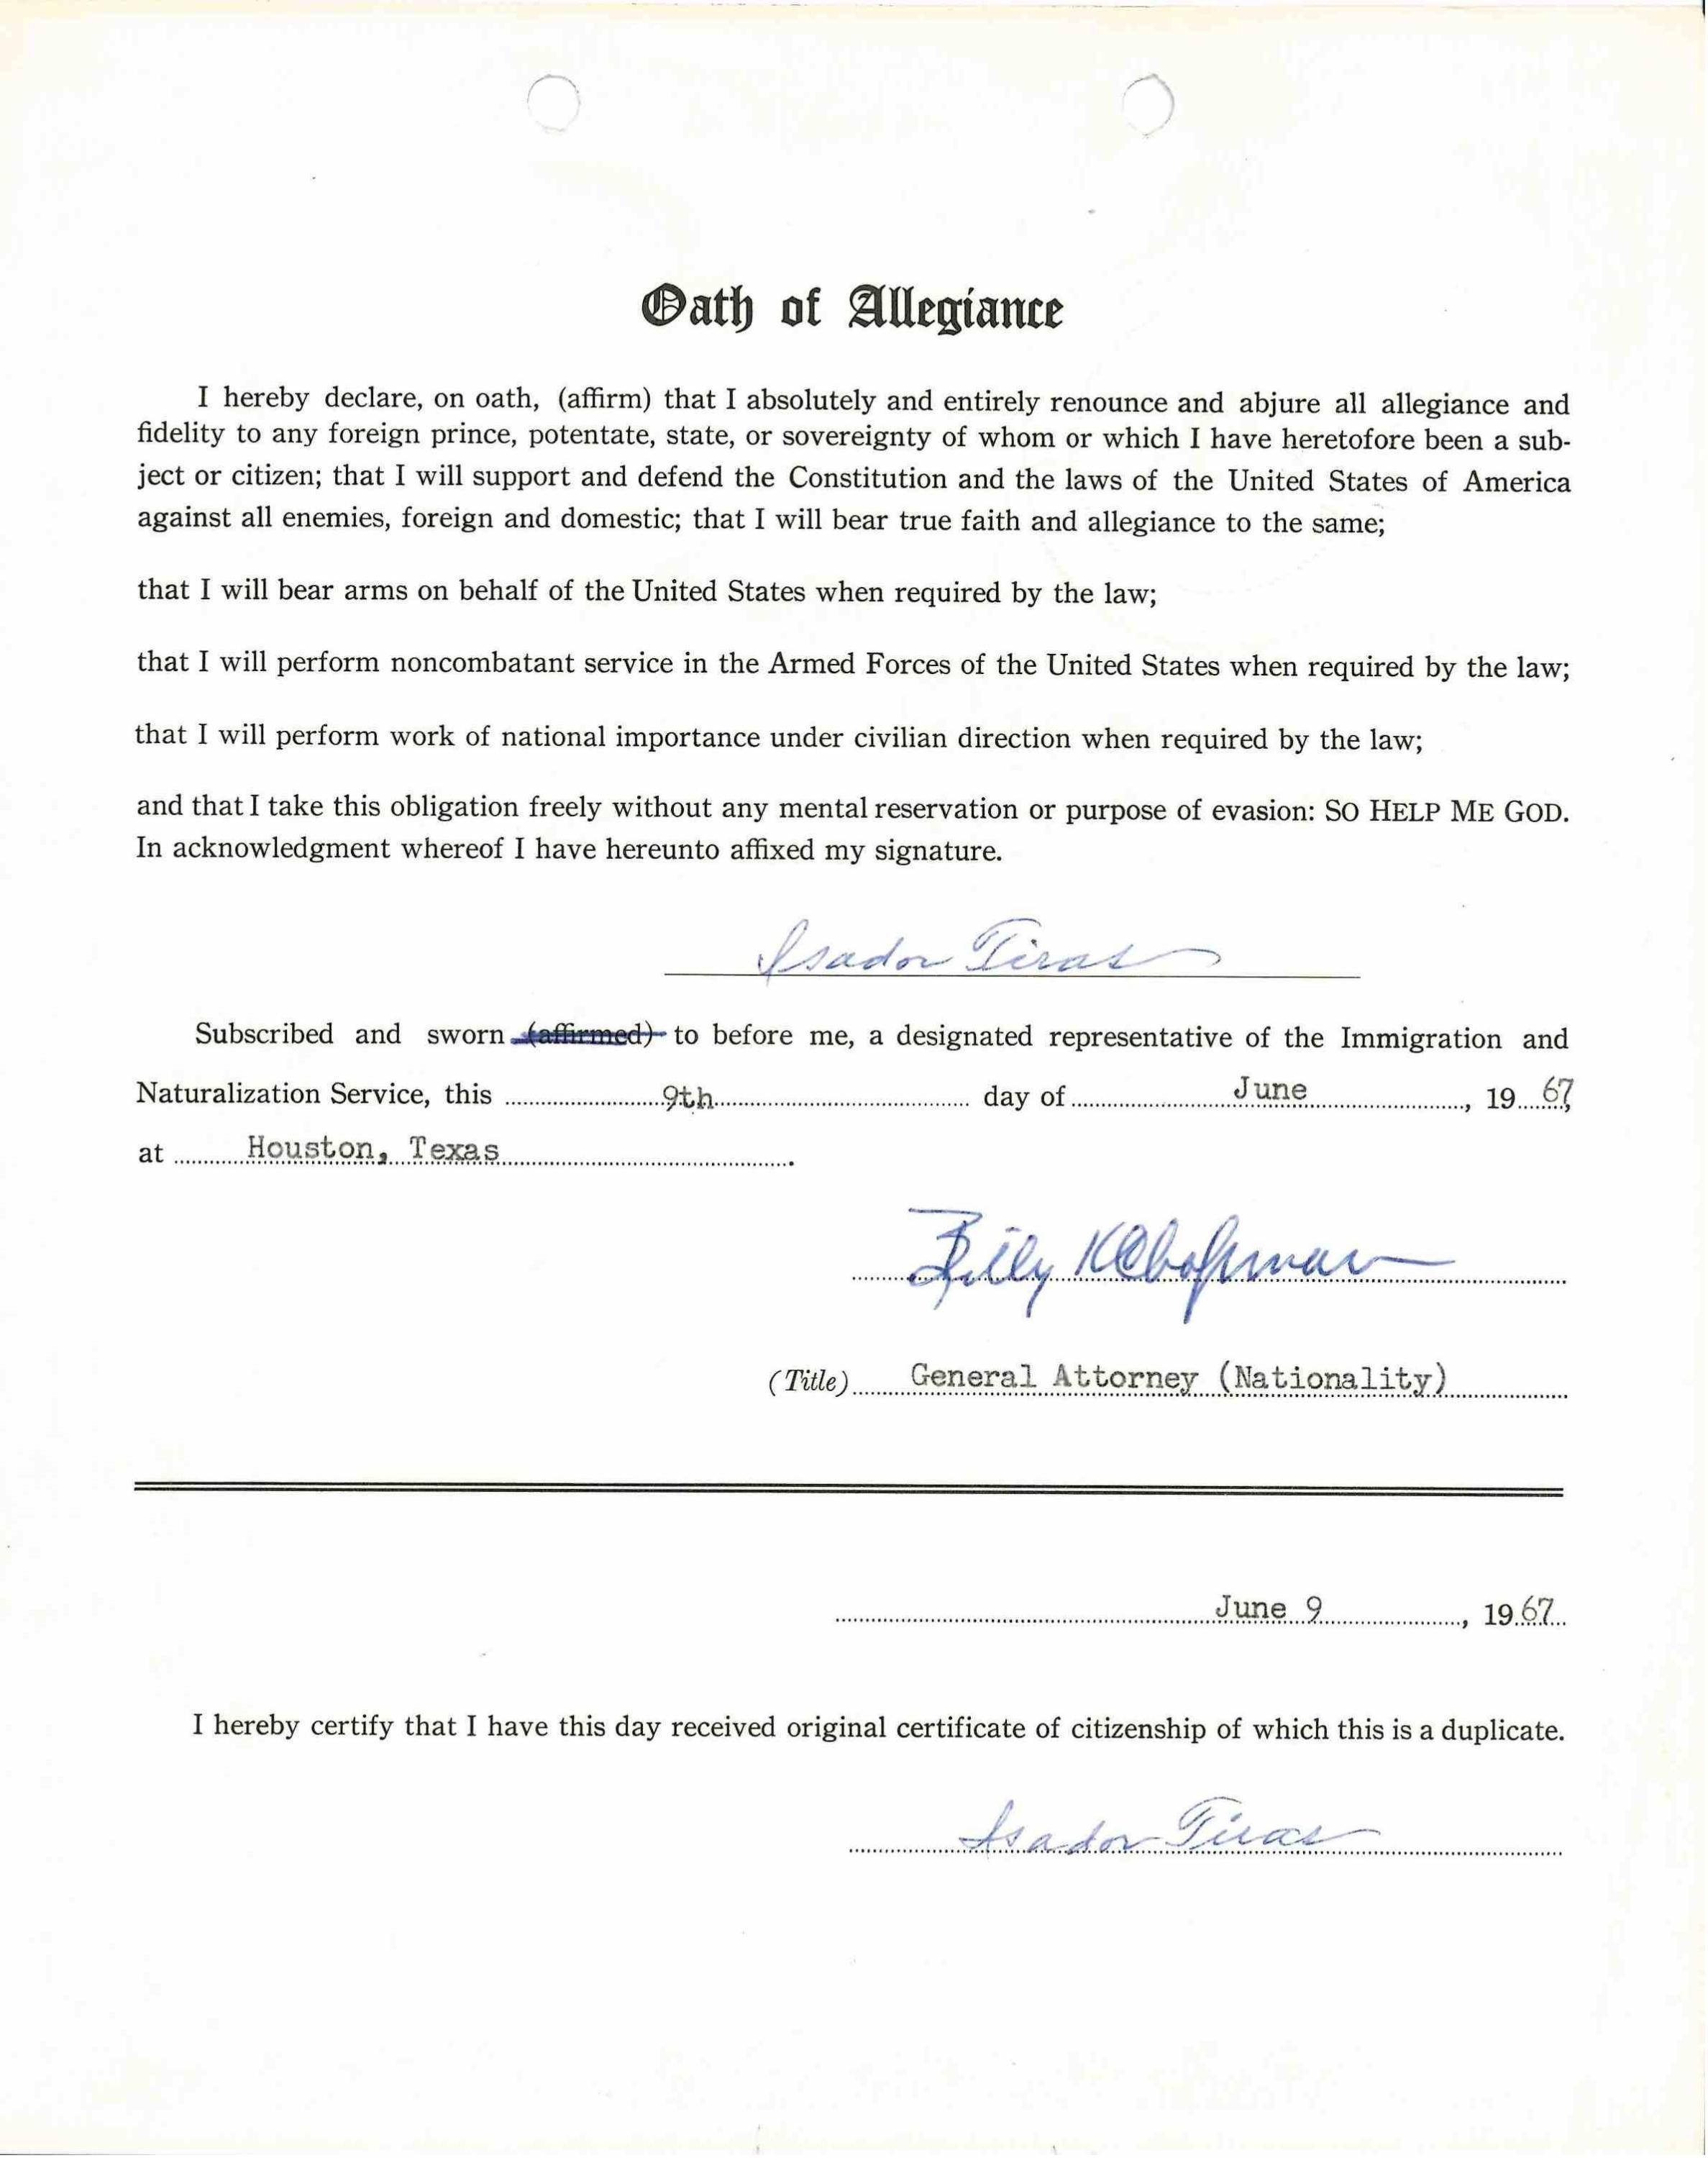 Oath of Allegiance
I hereby declare, on oath, (affirm) that I absolutely and entirely renounce and abjure all allegiance and
fidelity to any foreign prince, potentate, state, or sovereignty of whom or which I have heretofore been a sub-
ject or citizen; that I will support and defend the Constitution and the laws of the United States of America
against all enemies, foreign and domestic; that I will bear true faith and allegiance to the same;
that I will bear arms on behalf of the United States when required by the law;
that I will perform noncombatant service in the Armed Forces of the United States when required by the law;
that I will perform work of national importance under civilian direction when required by the law;
and that I take this obligation freely without any mental reservation or purpose of evasion: SO HELP ME GOD.
In acknowledgment whereof I have hereunto affixed my signature.
Isador Tiras
Subscribed and sworn (affirmed) to before me, a designated representative of the Immigration and
Naturalization Service, this 9th day of June, 19 67,
at Houston, Texas.
Billy K Chapman
(Title) General Attorney (Nationality)
June 9, 19 67
I hereby certify that I have this day received original certificate of citizenship of which this is a duplicate.
Isador Tiras